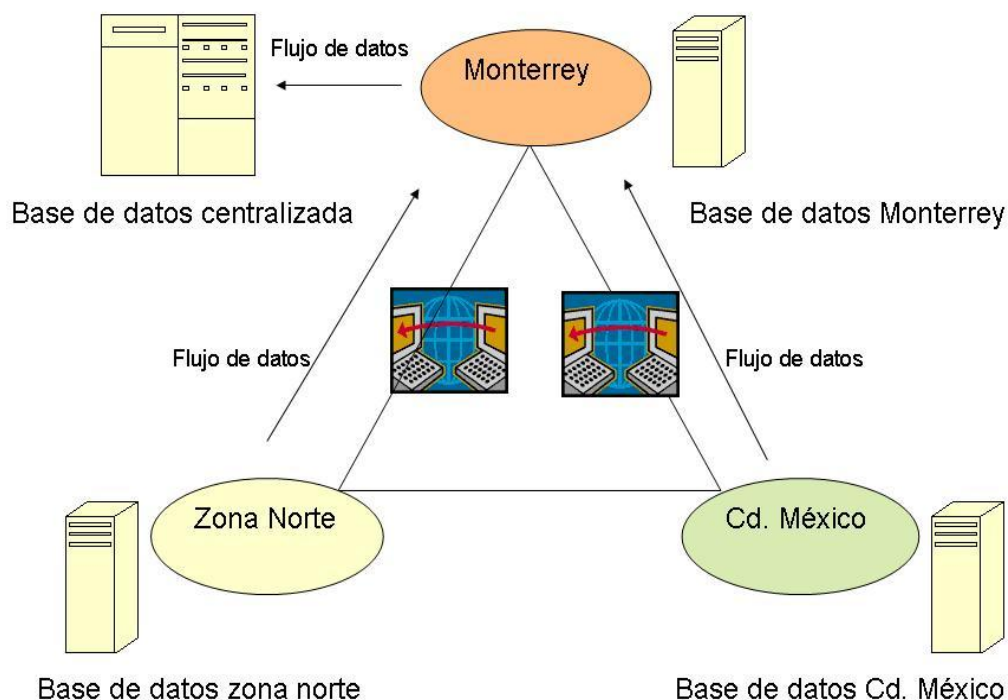 Flujo de datos
Monterrey
Base de datos centralizada
Base de datos Monterrey
Flujo de datos
Flujo de datos
Zona Norte
Cd. México
Base de datos zona norte
Base de datos Cd. México